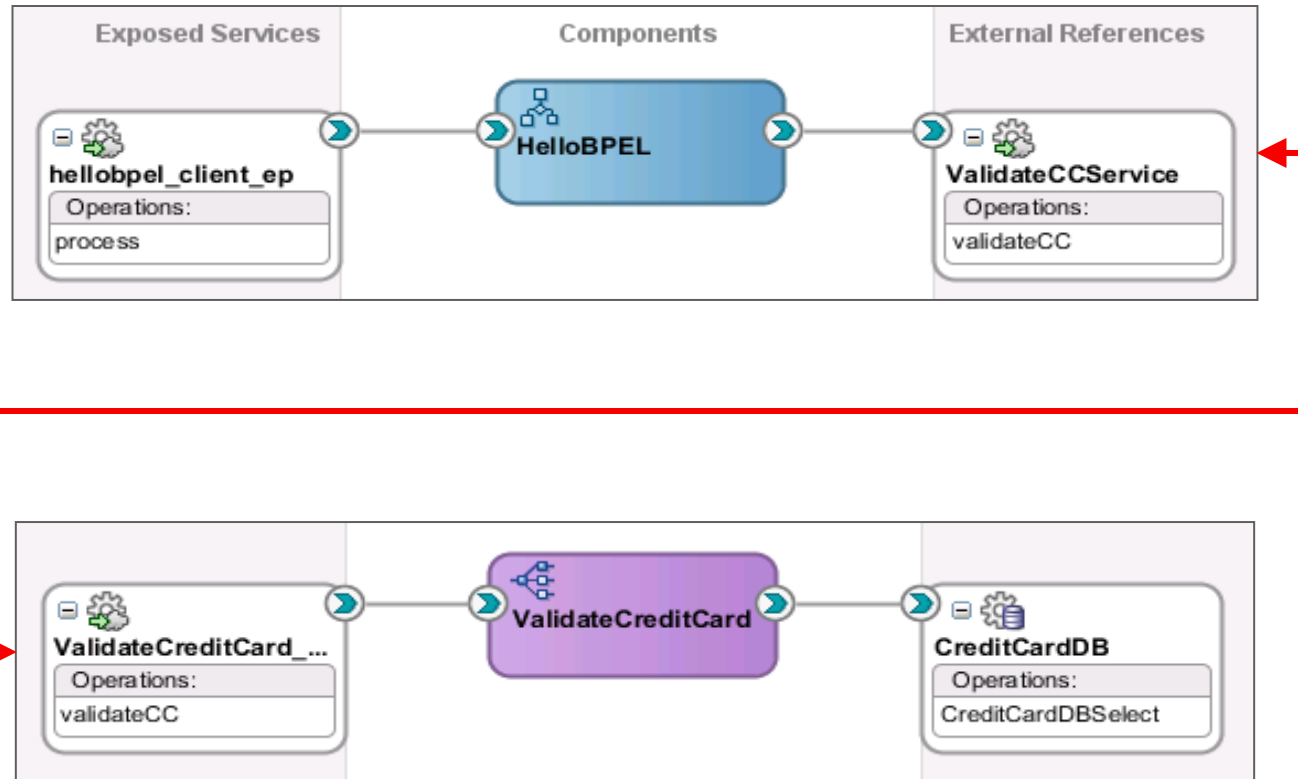 Exposed Services
Components
External References
hellobpel_client_ep
Operations:
process
HelloBPEL
ValidateCCService
Operations:
validateCC
ValidateCreditCard_...
Operations:
validateCC
ValidateCreditCard
CreditCardDB
Operations:
CreditCardDBSelect